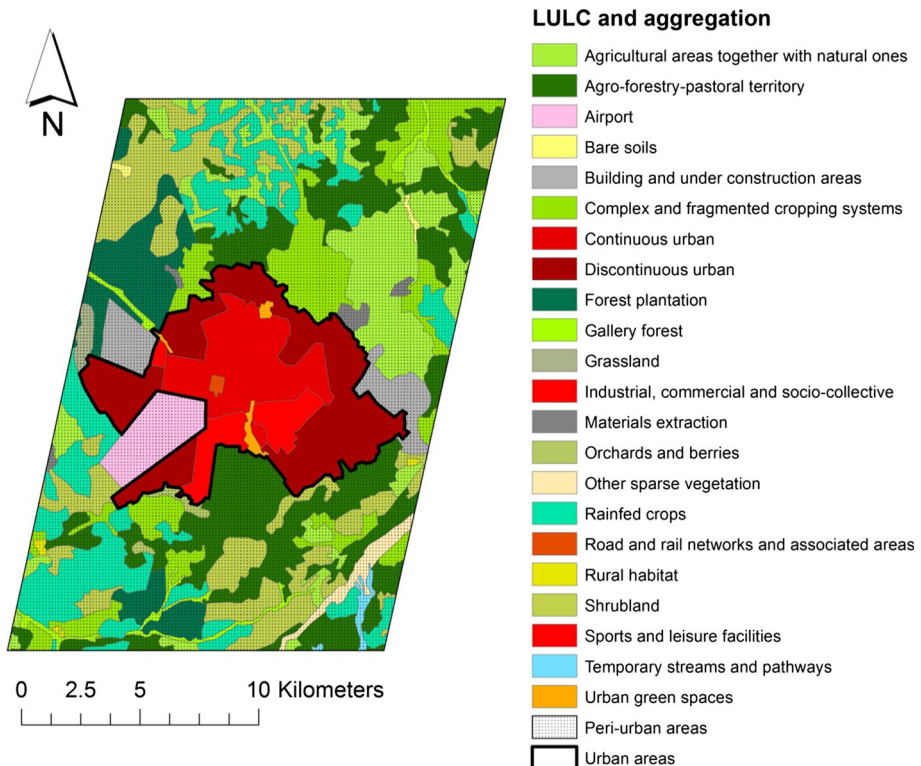 LULC and aggregation
Agricultural areas together with natural ones
Agro-forestry-pastoral territory
Airport
Bare soils
Building and under construction areas
Complex and fragmented cropping systems
Continuous urban
Discontinuous urban
Forest plantation
Gallery forest
Grassland
Industrial, commercial and socio-collective
Materials extraction
Orchards and berries
Other sparse vegetation
Rainfed crops
Road and rail networks and associated areas
Rural habitat
Shrubland
Sports and leisure facilities
Temporary streams and pathways
Urban green spaces
Peri-urban areas
Urban areas
N
0 2.5 5 10 Kilometers